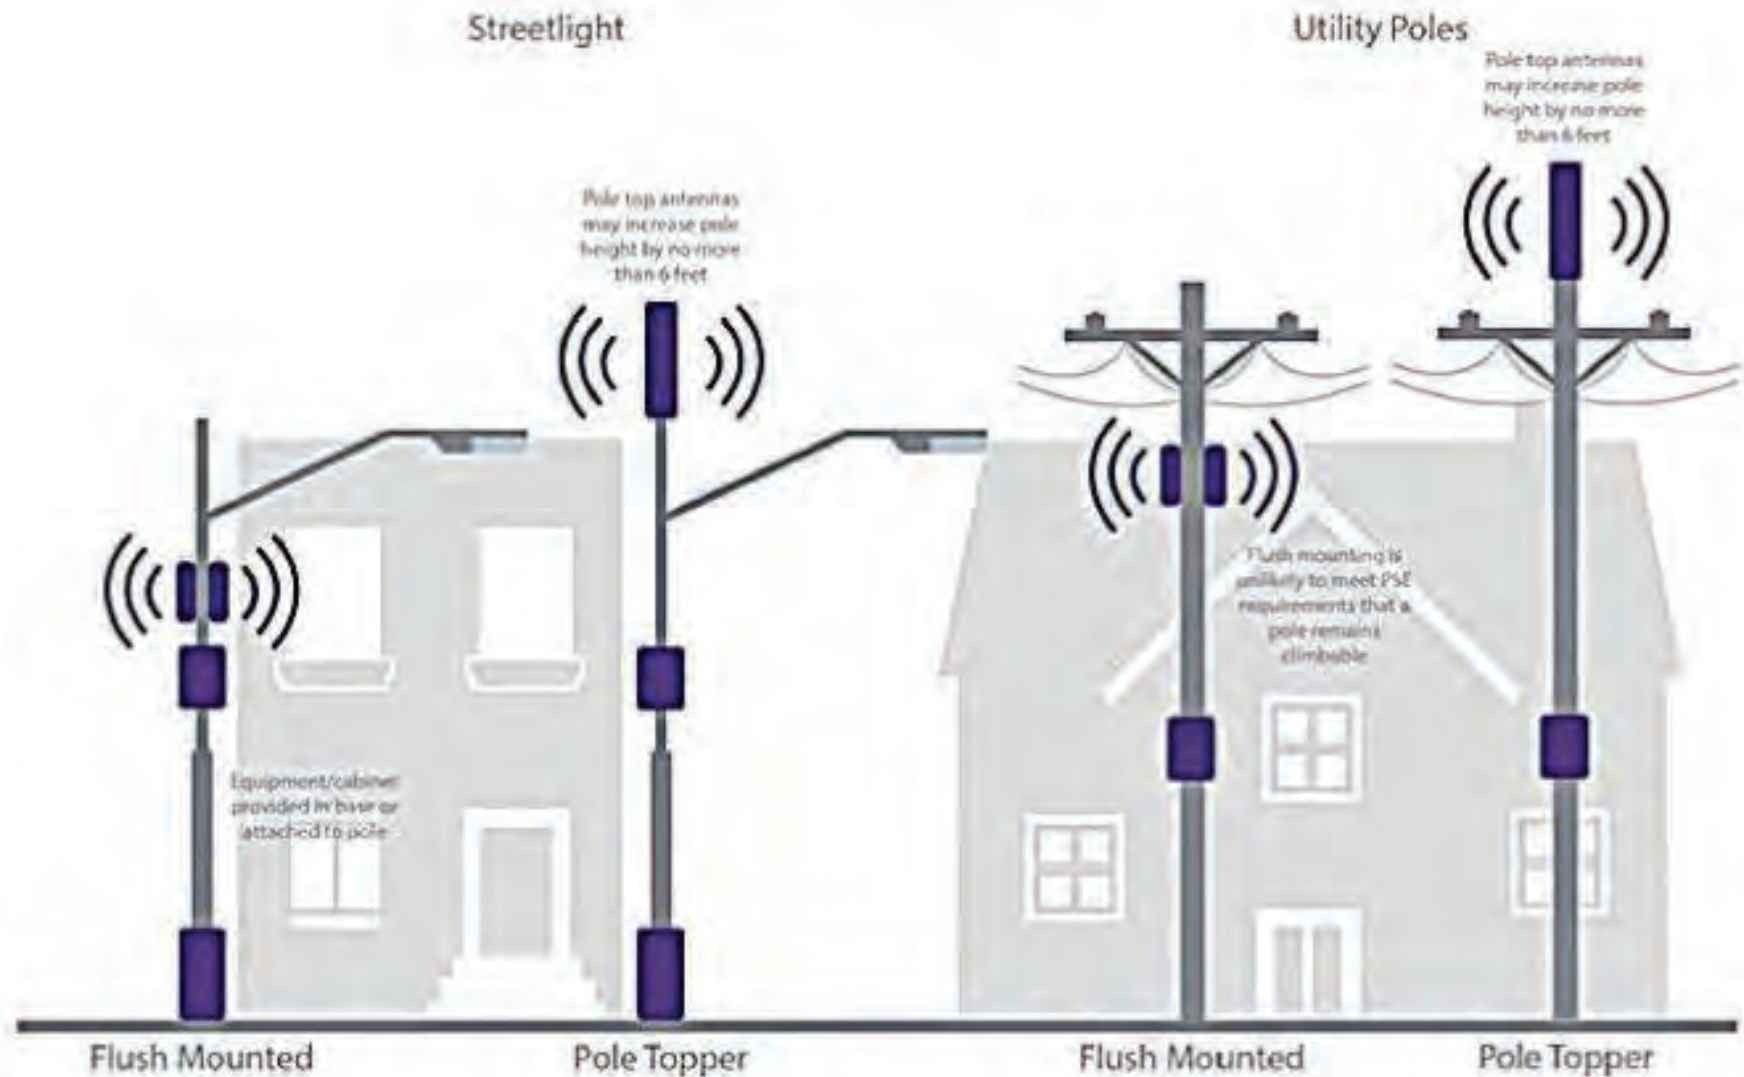 Streetlight
Utility Poles
Pole top antennas
may increase pole
height by no more
than 6 feet
Pole top antennas
may increase pole
height by no more
than 6 feet
Flush mounting is
unlikely to meet PSE
requirements that a
pole remains
climbable
Equipment/cabinet
provided in base or
attached to pole
Flush Mounted
Pole Topper
Flush Mounted
Pole Topper